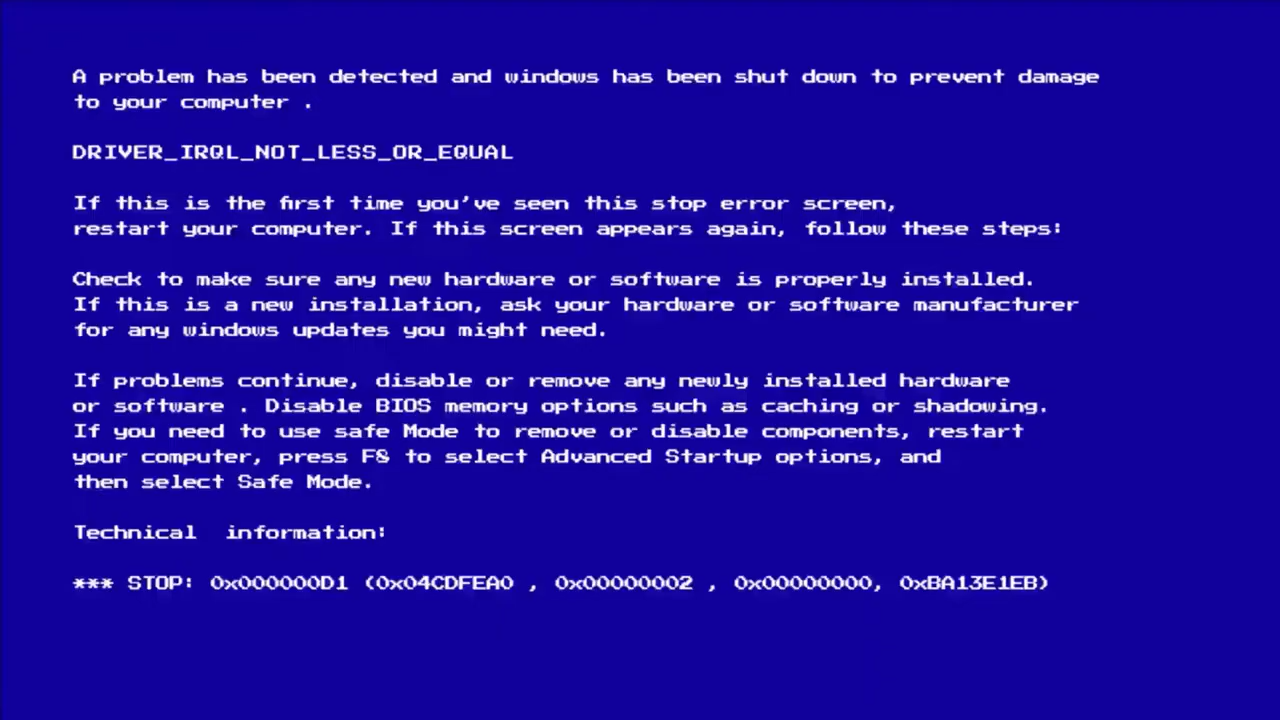 A problem has been detected and windows has been shut down to prevent damage
to your computer .
DRIVER_IRQL_NOT_LESS_OR_EQUAL
If this is the first time you've seen this stop error screen,
restart your computer. If this screen appears again, follow these steps:
Check to make sure any new hardware or software is properly installed.
If this is a new installation, ask your hardware or software manufacturer
for any windows updates you might need.
If problems continue, disable or remove any newly installed hardware
or software . Disable BIOS memory options such as caching or shadowing.
If you need to use safe Mode to remove or disable components, restart
your computer, press F8 to select Advanced Startup options, and
then select Safe Mode.
Technical  information:
*** STOP: 0x000000D1 (0x04CDFEA0 , 0x00000002 , 0x00000000, 0xBA13E1EB)